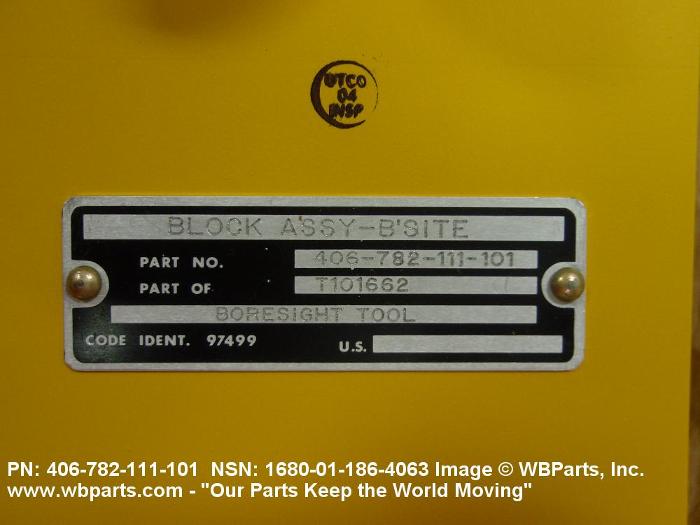 UTCO
04
INSP
BLOCK A'SSY-B'SITE
PART NO. 406-782-111-101
PART OF T101662
BORESIGHT TOOL
CODE IDENT. 97499 U.S.
PN: 406-782-111-101 NSN: 1680-01-186-4063 Image © WBParts, Inc.
www.wbparts.com - "Our Parts Keep the World Moving"